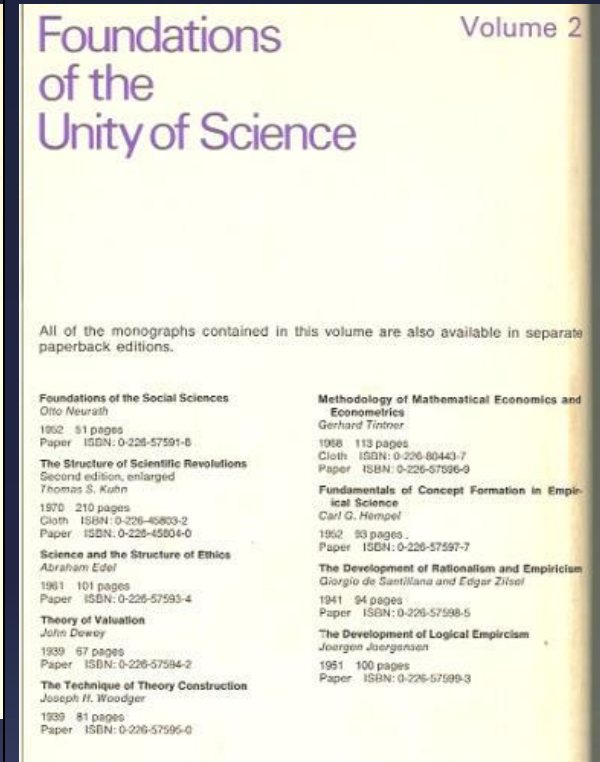 Foundations
of the
Unity of Science
Volume 2
All of the monographs contained in this volume are also available in separate
paperback editions.
Foundations of the Social Sciences
Otto Neurath
1952 51 pages
Paper ISBN: 0-226-57591-8
The Structure of Scientific Revolutions
Second edition, enlarged
Thomas S. Kuhn
1970 210 pages
Cloth ISBN: 0-226-45803-2
Paper ISBN: 0-226-45804-0
Science and the Structure of Ethics
Abraham Edel
1961 101 pages
Paper ISBN: 0-226-57593-4
Theory of Valuation
John Dewey
1939 67 pages
Paper ISBN: 0-226-57594-2
The Technique of Theory Construction
Joseph H. Woodger
1939 81 pages
Paper ISBN: 0-226-57595-0
Methodology of Mathematical Economics and
Econometrics
Gerhard Tintner
1968 113 pages
Cloth ISBN: 0-226-80443-7
Paper ISBN: 0-226-57596-9
Fundamentals of Concept Formation in Empir-
ical Science
Carl G. Hempel
1952 93 pages
Paper ISBN: 0-226-57597-7
The Development of Rationalism and Empiricism
Giorgio de Santillana and Edgar Zilsel
1941 94 pages
Paper ISBN: 0-226-57598-5
The Development of Logical Empircism
Joergen Joergensen
1951 100 pages
Paper ISBN: 0-226-57599-3